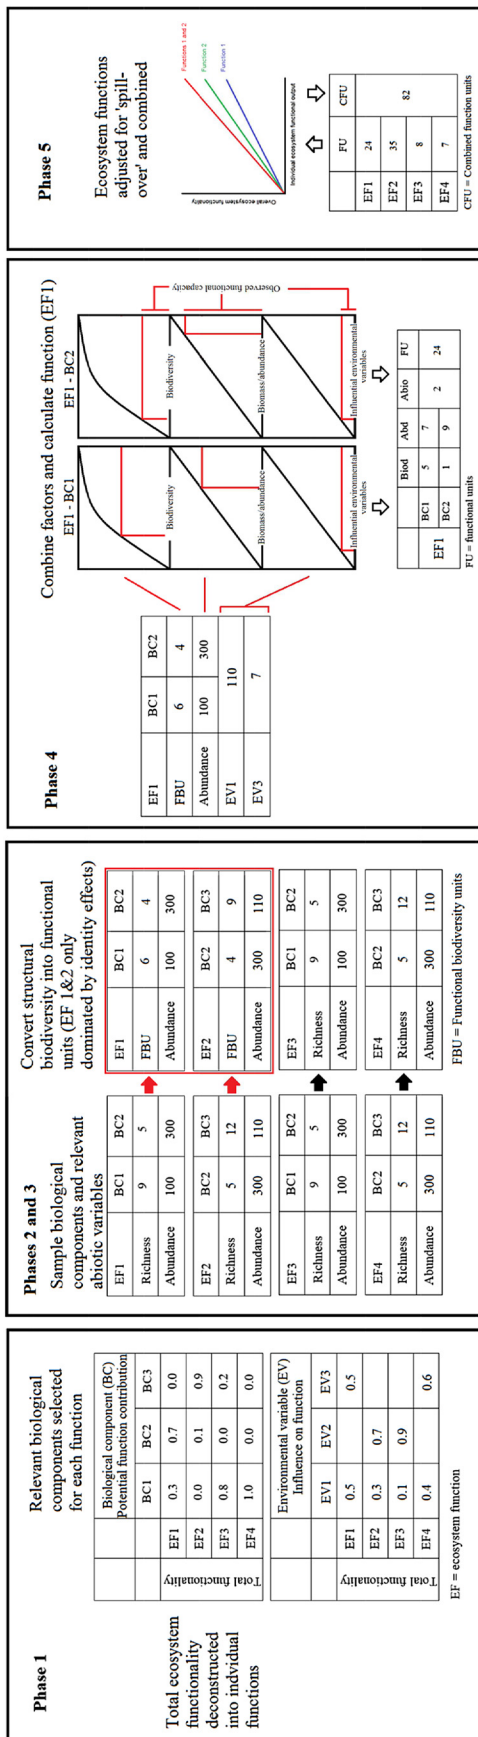 Phase 1
Total ecosystem
functionality
deconstructed
into indvidual
functions
Relevant biological
components selected
for each function
Biological component (BC)
Potential function contribution
BC1 BC2 BC3
Total functionality
EF1 0.3 0.7 0.0
EF2 0.0 0.1 0.9
EF3 0.8 0.0 0.2
EF4 1.0 0.0 0.0
Environmental variable (EV)
Influence on function
EV1 EV2 EV3
Total functionality
EF1 0.5 0.5
EF2 0.3 0.7
EF3 0.1 0.9
EF4 0.4 0.6
EF = ecosystem function
Phases 2 and 3
Sample biological
components and relevant
abiotic variables
EF1 BC1 BC2
Richness 9 5
Abundance 100 300
EF2 BC2 BC3
Richness 5 12
Abundance 300 110
EF3 BC1 BC2
Richness 9 5
Abundance 100 300
EF4 BC2 BC3
Richness 5 12
Abundance 300 110
Convert structural
biodiversity into functional
units (EF 1&2 only
dominated by identity effects)
EF1 BC1 BC2
FBU 6 4
Abundance 100 300
EF2 BC2 BC3
FBU 4 9
Abundance 300 110
EF3 BC1 BC2
Richness 9 5
Abundance 100 300
EF4 BC2 BC3
Richness 5 12
Abundance 300 110
FBU = Functional biodiversity units
Phase 4
Combine factors and calculate function (EF1)
EF1 BC1 BC2
FBU 6 4
Abundance 100 300
EV1 110
EV3 7
EF1 - BC1
Biodiversity
Biomass/abundance
Influential environmental
variables
EF1 - BC2
Biodiversity
Biomass/abundance
Influential environmental
variables
Observed functional capacity
Biod Abd Abio FU
EF1 BC1 5 7 2 24
BC2 1 9
FU = functional units
Phase 5
Ecosystem functions
adjusted for 'spill-
over' and combined
Overall ecosystem functionality
Functions 1 and 2
Function 2
Function 1
Individual ecosystem functional output
FU CFU
EF1 24 82
EF2 35
EF3 8
EF4 7
CFU = Combined function units